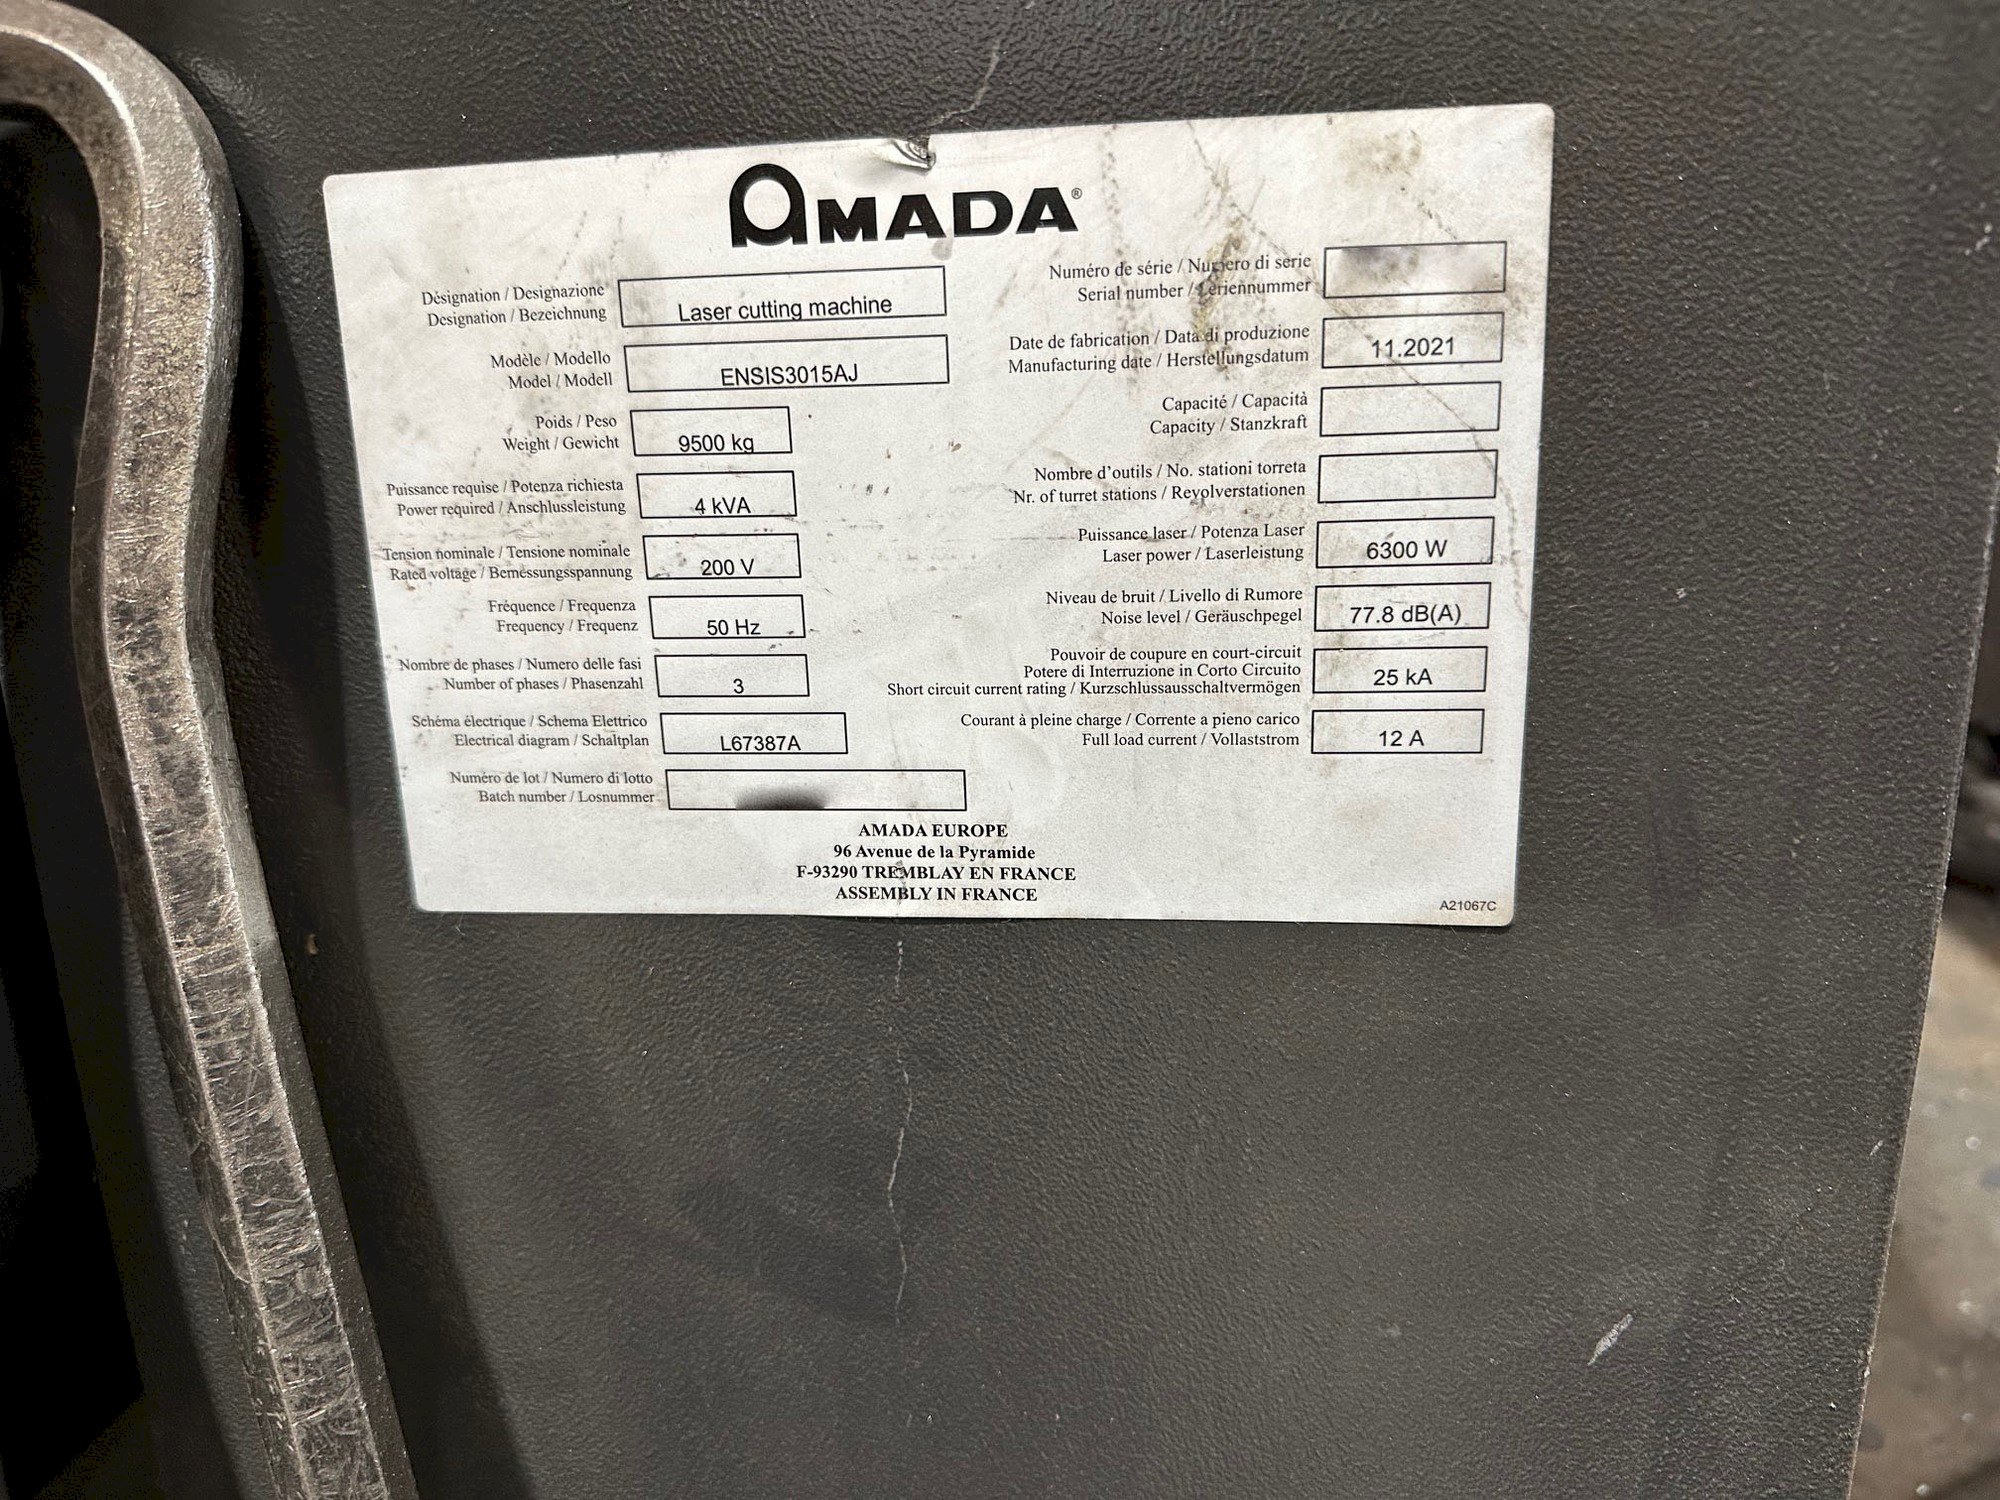 AMADA®
Désignation / Designazione
Designation / Bezeichnung
Laser cutting machine
Modèle / Modello
Model / Modell
ENSIS3015AJ
Poids / Peso
Weight / Gewicht
9500 kg
Puissance requise / Potenza richiesta
Power required / Anschlussleistung
4 kVA
Tension nominale / Tensione nominale
Rated voltage / Bemessungsspannung
200 V
Fréquence / Frequenza
Frequency / Frequenz
50 Hz
Nombre de phases / Numero delle fasi
Number of phases / Phasenzahl
3
Schéma électrique / Schema Elettrico
Electrical diagram / Schaltplan
L67387A
Numéro de lot / Numero di lotto
Batch number / Losnummer
Numéro de série / Numero di serie
Serial number / Seriennummer
Date de fabrication / Data di produzione
Manufacturing date / Herstellungsdatum
11.2021
Capacité / Capacità
Capacity / Stanzkraft
Nombre d'outils / No. stationi torreta
Nr. of turret stations / Revolverstationen
Puissance laser / Potenza Laser
Laser power / Laserleistung
6300 W
Niveau de bruit / Livello di Rumore
Noise level / Geräuschpegel
77.8 dB(A)
Pouvoir de coupure en court-circuit
Potere di Interruzione in Corto Circuito
Short circuit current rating / Kurzschlussausschaltvermögen
25 kA
Courant à pleine charge / Corrente a pieno carico
Full load current / Vollaststrom
12 A
AMADA EUROPE
96 Avenue de la Pyramide
F-93290 TREMBLAY EN FRANCE
ASSEMBLY IN FRANCE
A21067C